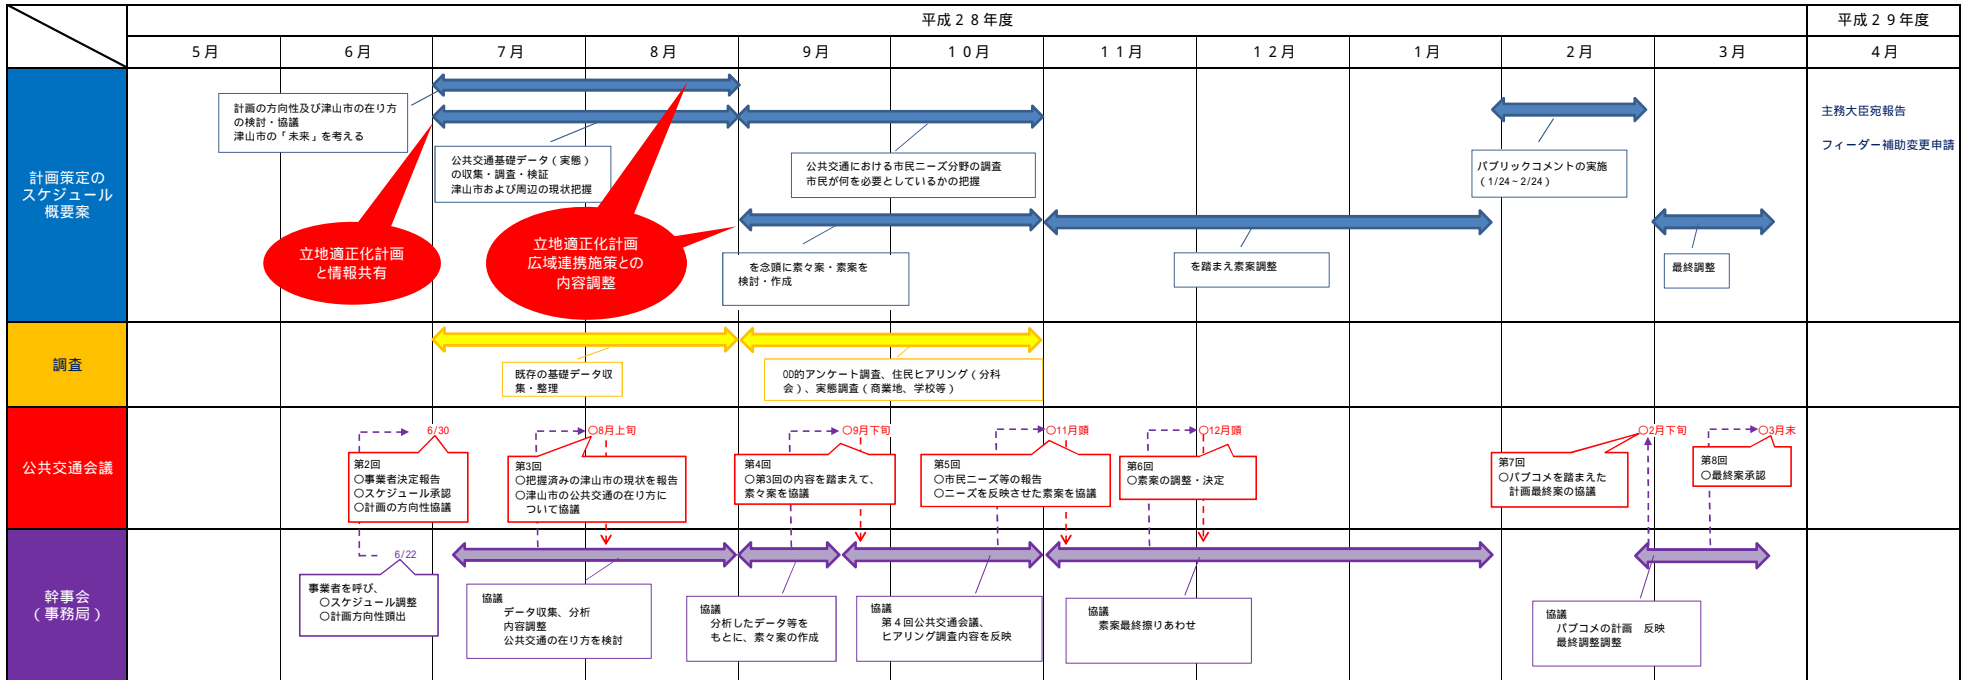 平成２８年度
平成２９年度
５月
６月
７月
８月
９月
１０月
１１月
１２月
１月
２月
３月
４月
計画策定の
スケジュール
概要案
計画の方向性及び津山市の在り方
の検討・協議
津山市の「未来」を考える
公共交通基礎データ（実態）
の収集・調査・検証
津山市および周辺の現状把握
公共交通における市民ニーズ分野の調査
市民が何を必要としているかの把握
パブリックコメントの実施
（1/24～2/24）
主務大臣宛報告
フィーダー補助変更申請
立地適正化計画
と情報共有
立地適正化計画
広域連携施策との
内容調整
を念頭に素々案・素案を
検討・作成
を踏まえ素案調整
最終調整
調査
既存の基礎データ収
集・整理
OD的アンケート調査、住民ヒアリング（分科
会）、実態調査（商業地、学校等）
公共交通会議
6/30
第2回
〇事業者決定報告
〇スケジュール承認
〇計画の方向性協議
〇8月上旬
第3回
〇把握済みの津山市の現状を報告
〇津山市の公共交通の在り方に
ついて協議
〇9月下旬
第4回
〇第3回の内容を踏まえて、
素々案を協議
〇11月頭
第5回
〇市民ニーズ等の報告
〇ニーズを反映させた素案を協議
〇12月頭
第6回
〇素案の調整・決定
〇2月下旬
第7回
〇パブコメを踏まえた
計画最終案の協議
〇3月末
第8回
〇最終案承認
幹事会
（事務局）
6/22
事業者を呼び、
〇スケジュール調整
〇計画方向性頭出
協議
データ収集、分析
内容調整
公共交通の在り方を検討
協議
分析したデータ等を
もとに、素々案の作成
協議
第４回公共交通会議、
ヒアリング調査内容を反映
協議
素案最終擦りあわせ
協議
パブコメの計画　反映
最終調整調整